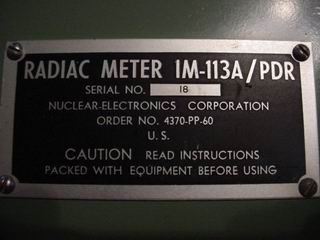 RADIAC METER IM-113A/PDR
SERIAL NO. 18
NUCLEAR-ELECTRONICS CORPORATION
ORDER NO. 4370-PP-60
U. S.
CAUTION READ INSTRUCTIONS
PACKED WITH EQUIPMENT BEFORE USING